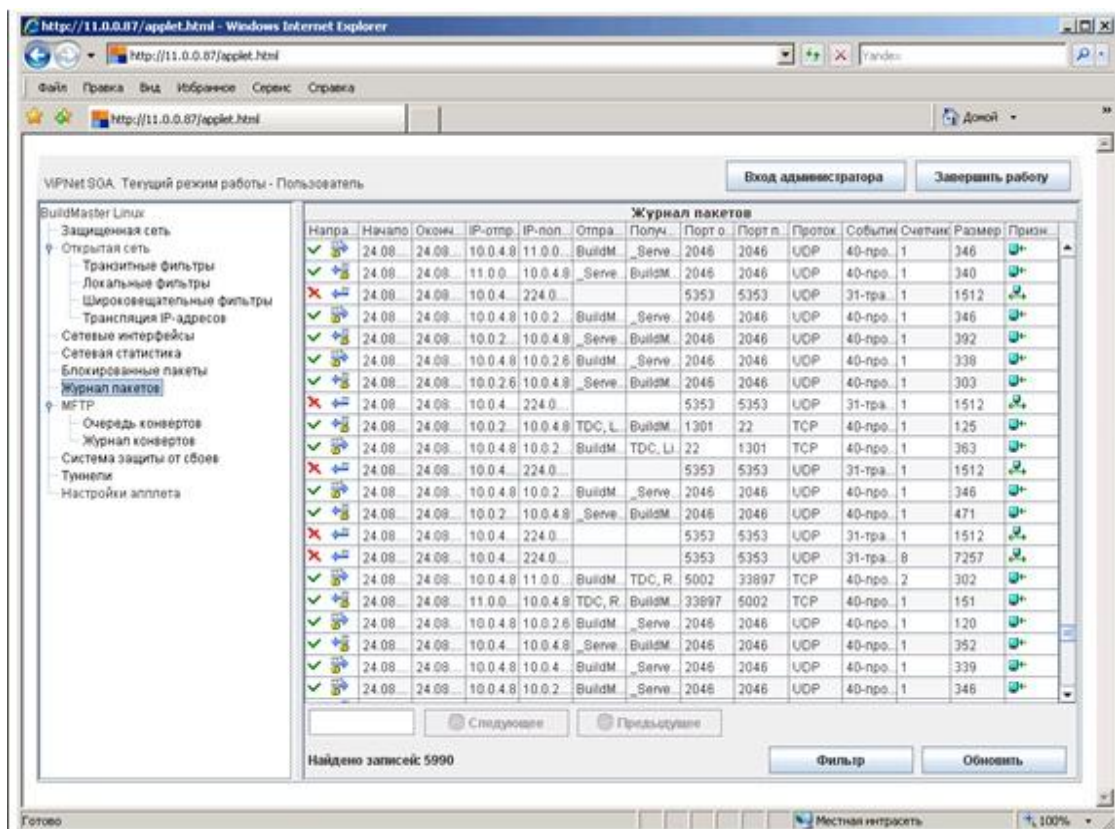 http://11.0.0.87/applet.html - Windows Internet Explorer
http://11.0.0.87/applet.html
Yandex
Файл Правка Вид Избранное Сервис Справка
http://11.0.0.87/applet.html
Домой
ViPNet SGA. Текущий режим работы - Пользователь
Вход администратора
Завершить работу
BuildMaster Linux
Защищенная сеть
Открытая сеть
Транзитные фильтры
Локальные фильтры
Широковещательные фильтры
Трансляция IP-адресов
Сетевые интерфейсы
Сетевая статистика
Блокированные пакеты
Журнал пакетов
MFTP
Очередь конвертов
Журнал конвертов
Система защиты от сбоев
Туннели
Настройки апплета
Журнал пакетов
Напра... Начало Оконч... IP-отпр. IP-пол... Отпра... Получ... Порт о... Порт п... Проток... Событие Счетчик Размер Призн...
24.08... 24.08... 10.0.4.8 11.0.0... BuildM... _Serve... 2046 2046 UDP 40-про... 1 346
24.08... 24.08... 11.0.0... 10.0.4.8 _Serve... BuildM... 2046 2046 UDP 40-про... 1 340
24.08... 24.08... 10.0.4... 224.0... 5353 5353 UDP 31-тра... 1 1512
24.08... 24.08... 10.0.4.8 10.0.2... BuildM... _Serve... 2046 2046 UDP 40-про... 1 346
24.08... 24.08... 10.0.2... 10.0.4.8 _Serve... BuildM... 2046 2046 UDP 40-про... 1 392
24.08... 24.08... 10.0.4.8 10.0.2.6 BuildM... _Serve... 2046 2046 UDP 40-про... 1 338
24.08... 24.08... 10.0.2.6 10.0.4.8 _Serve... BuildM... 2046 2046 UDP 40-про... 1 303
24.08... 24.08... 10.0.4... 224.0... 5353 5353 UDP 31-тра... 1 1512
24.08... 24.08... 10.0.2... 10.0.4.8 TDC, L... BuildM... 1301 22 TCP 40-про... 1 125
24.08... 24.08... 10.0.4.8 10.0.2... BuildM... TDC, Li... 22 1301 TCP 40-про... 1 363
24.08... 24.08... 10.0.4... 224.0... 5353 5353 UDP 31-тра... 1 1512
24.08... 24.08... 10.0.4.8 10.0.2... BuildM... _Serve... 2046 2046 UDP 40-про... 1 346
24.08... 24.08... 10.0.2... 10.0.4.8 _Serve... BuildM... 2046 2046 UDP 40-про... 1 471
24.08... 24.08... 10.0.4... 224.0... 5353 5353 UDP 31-тра... 1 1512
24.08... 24.08... 10.0.4... 224.0... 5353 5353 UDP 31-тра... 8 7257
24.08... 24.08... 10.0.4.8 11.0.0... BuildM... TDC, R... 5002 33897 TCP 40-про... 2 302
24.08... 24.08... 11.0.0... 10.0.4.8 TDC, R... BuildM... 33897 5002 TCP 40-про... 1 151
24.08... 24.08... 10.0.4.8 10.0.2.6 BuildM... _Serve... 2046 2046 UDP 40-про... 1 120
24.08... 24.08... 10.0.4... 10.0.4.8 _Serve... BuildM... 2046 2046 UDP 40-про... 1 352
24.08... 24.08... 10.0.4.8 10.0.4... BuildM... _Serve... 2046 2046 UDP 40-про... 1 339
24.08... 24.08... 10.0.4.8 10.0.2... BuildM... _Serve... 2046 2046 UDP 40-про... 1 346
Следующее
Предыдущее
Найдено записей: 5990
Фильтр
Обновить
Готово
Местная интрасеть
100%